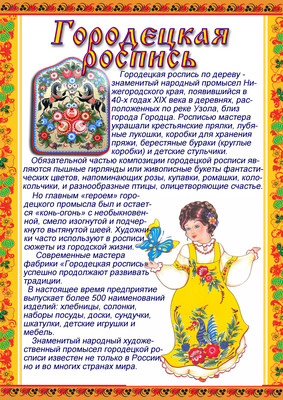 Городецкая
роспись
Городецкая роспись по дереву -
знаменитый народный промысел Ни-
жегородского края, появившийся в
40-х годах XIX века в деревнях, рас-
положенных по реке Узола, близ
города Городца. Росписью мастера
украшали крестьянские прялки, лубя-
ные лукошки, коробки для хранения
пряжи, берестяные бураки (круглые
коробки) и детские стульчики.
Обязательной частью композиции городецкой росписи яв-
ляются пышные гирлянды или живописные букеты фантасти-
ческих цветов, напоминающих розы, купавки, ромашки, коло-
кольчики, и разнообразные птицы, олицетворяющие счастье.
Но главным «героем» горо-
децкого промысла был и остает-
ся «конь-огонь» с необыкновен-
ной, смело изогнутой и подчер-
кнуто вытянутой шеей. Художни-
ки часто используют в росписи
сюжеты из городской жизни.
Современные мастера
фабрики «Городецкая роспись»
успешно продолжают развивать
традиции.
В настоящее время предприятие
выпускает более 500 наименований
изделий: хлебницы, солонки,
наборы посуды, доски, сундучки,
шкатулки, детские игрушки и
мебель.
Знаменитый народный художе-
ственный промысел городецкой ро-
списи известен не только в России,
но и во многих странах мира.